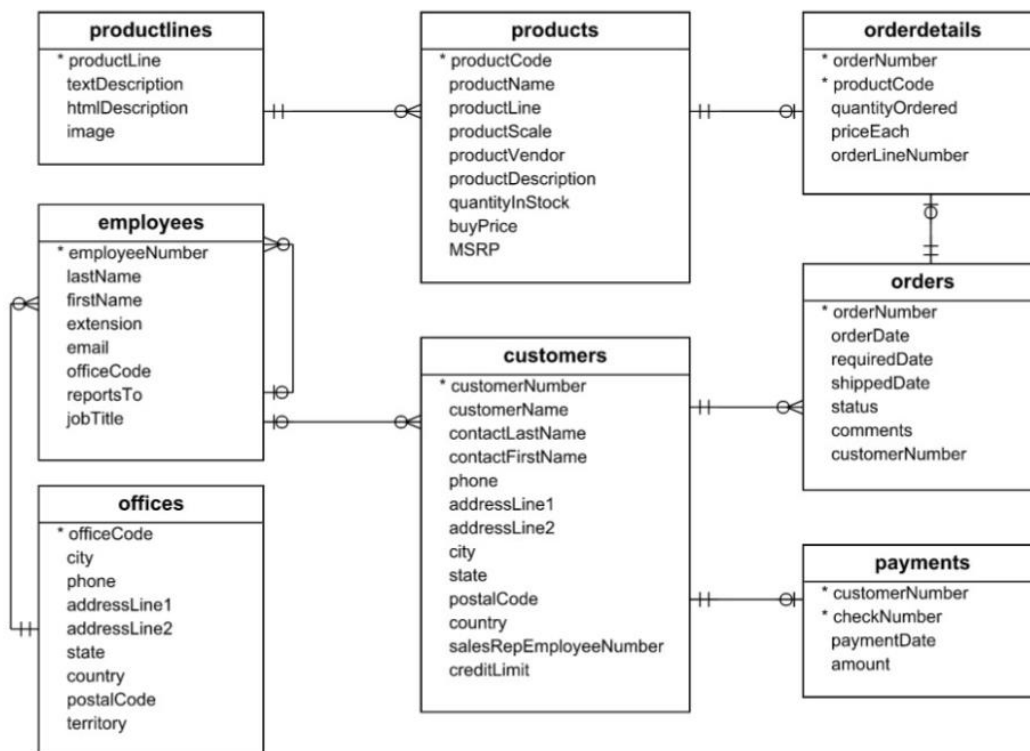 productlines
* productLine
textDescription
htmlDescription
image
products
* productCode
productName
productLine
productScale
productVendor
productDescription
quantityInStock
buyPrice
MSRP
orderdetails
* orderNumber
* productCode
quantityOrdered
priceEach
orderLineNumber
employees
* employeeNumber
lastName
firstName
extension
email
officeCode
reportsTo
jobTitle
customers
* customerNumber
customerName
contactLastName
contactFirstName
phone
addressLine1
addressLine2
city
state
postalCode
country
salesRepEmployeeNumber
creditLimit
orders
* orderNumber
orderDate
requiredDate
shippedDate
status
comments
customerNumber
offices
* officeCode
city
phone
addressLine1
addressLine2
state
country
postalCode
territory
payments
* customerNumber
* checkNumber
paymentDate
amount